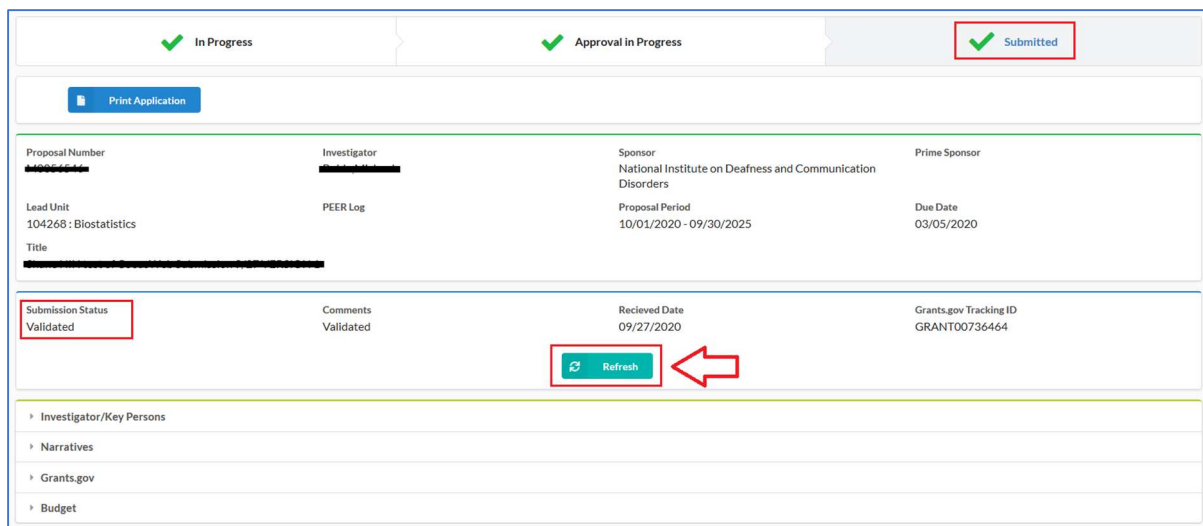 In Progress
Approval in Progress
Submitted
Print Application
Proposal Number
Investigator
Sponsor
Prime Sponsor
National Institute on Deafness and Communication
Disorders
Lead Unit
PEER Log
Proposal Period
Due Date
104268 : Biostatistics
10/01/2020 - 09/30/2025
03/05/2020
Title
Submission Status
Comments
Recieved Date
Grants.gov Tracking ID
Validated
Validated
09/27/2020
GRANT00736464
Refresh
Investigator/Key Persons
Narratives
Grants.gov
Budget